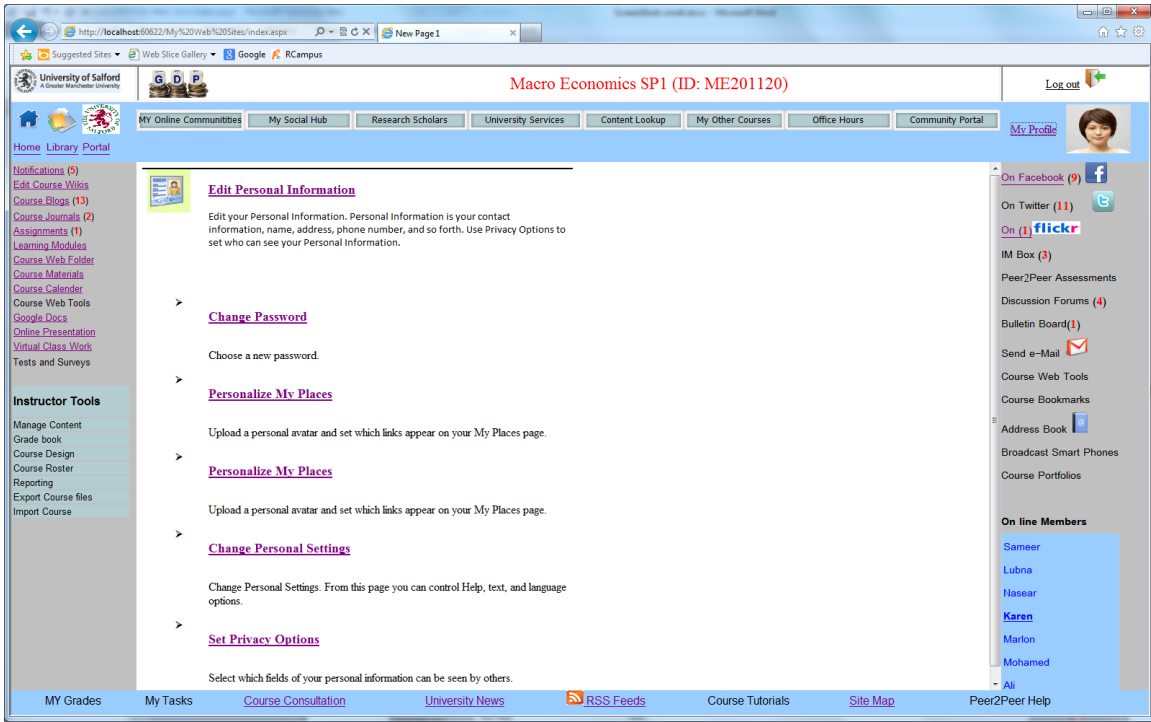 http://localhost:60622/My%20Web%20Sites/index.aspx
New Page 1
Suggested Sites
Web Slice Gallery
Google
RCampus
University of Salford
A Greater Manchester University
G D P
Macro Economics SP1 (ID: ME201120)
Log out
MY Online Communitities
My Social Hub
Research Scholars
University Services
Content Lookup
My Other Courses
Office Hours
Community Portal
My Profile
Home Library Portal
Notifications (5)
Edit Course Wikis
Course Blogs (13)
Course Journals (2)
Assignments (1)
Learning Modules
Course Web Folder
Course Materials
Course Calender
Course Web Tools
Google Docs
Online Presentation
Virtual Class Work
Tests and Surveys
Instructor Tools
Manage Content
Grade book
Course Design
Course Roster
Reporting
Export Course files
Import Course
Edit Personal Information
Edit your Personal Information. Personal Information is your contact
information, name, address, phone number, and so forth. Use Privacy Options to
set who can see your Personal Information.
Change Password
Choose a new password.
Personalize My Places
Upload a personal avatar and set which links appear on your My Places page.
Personalize My Places
Upload a personal avatar and set which links appear on your My Places page.
Change Personal Settings
Change Personal Settings. From this page you can control Help, text, and language
options.
Set Privacy Options
Select which fields of your personal information can be seen by others.
On Facebook (9)
On Twitter (11)
On (1) flickr
IM Box (3)
Peer2Peer Assessments
Discussion Forums (4)
Bulletin Board(1)
Send e-Mail
Course Web Tools
Course Bookmarks
Address Book
Broadcast Smart Phones
Course Portfolios
On line Members
Sameer
Lubna
Nasear
Karen
Marlon
Mohamed
Ali
MY Grades
My Tasks
Course Consultation
University News
RSS Feeds
Course Tutorials
Site Map
Peer2Peer Help